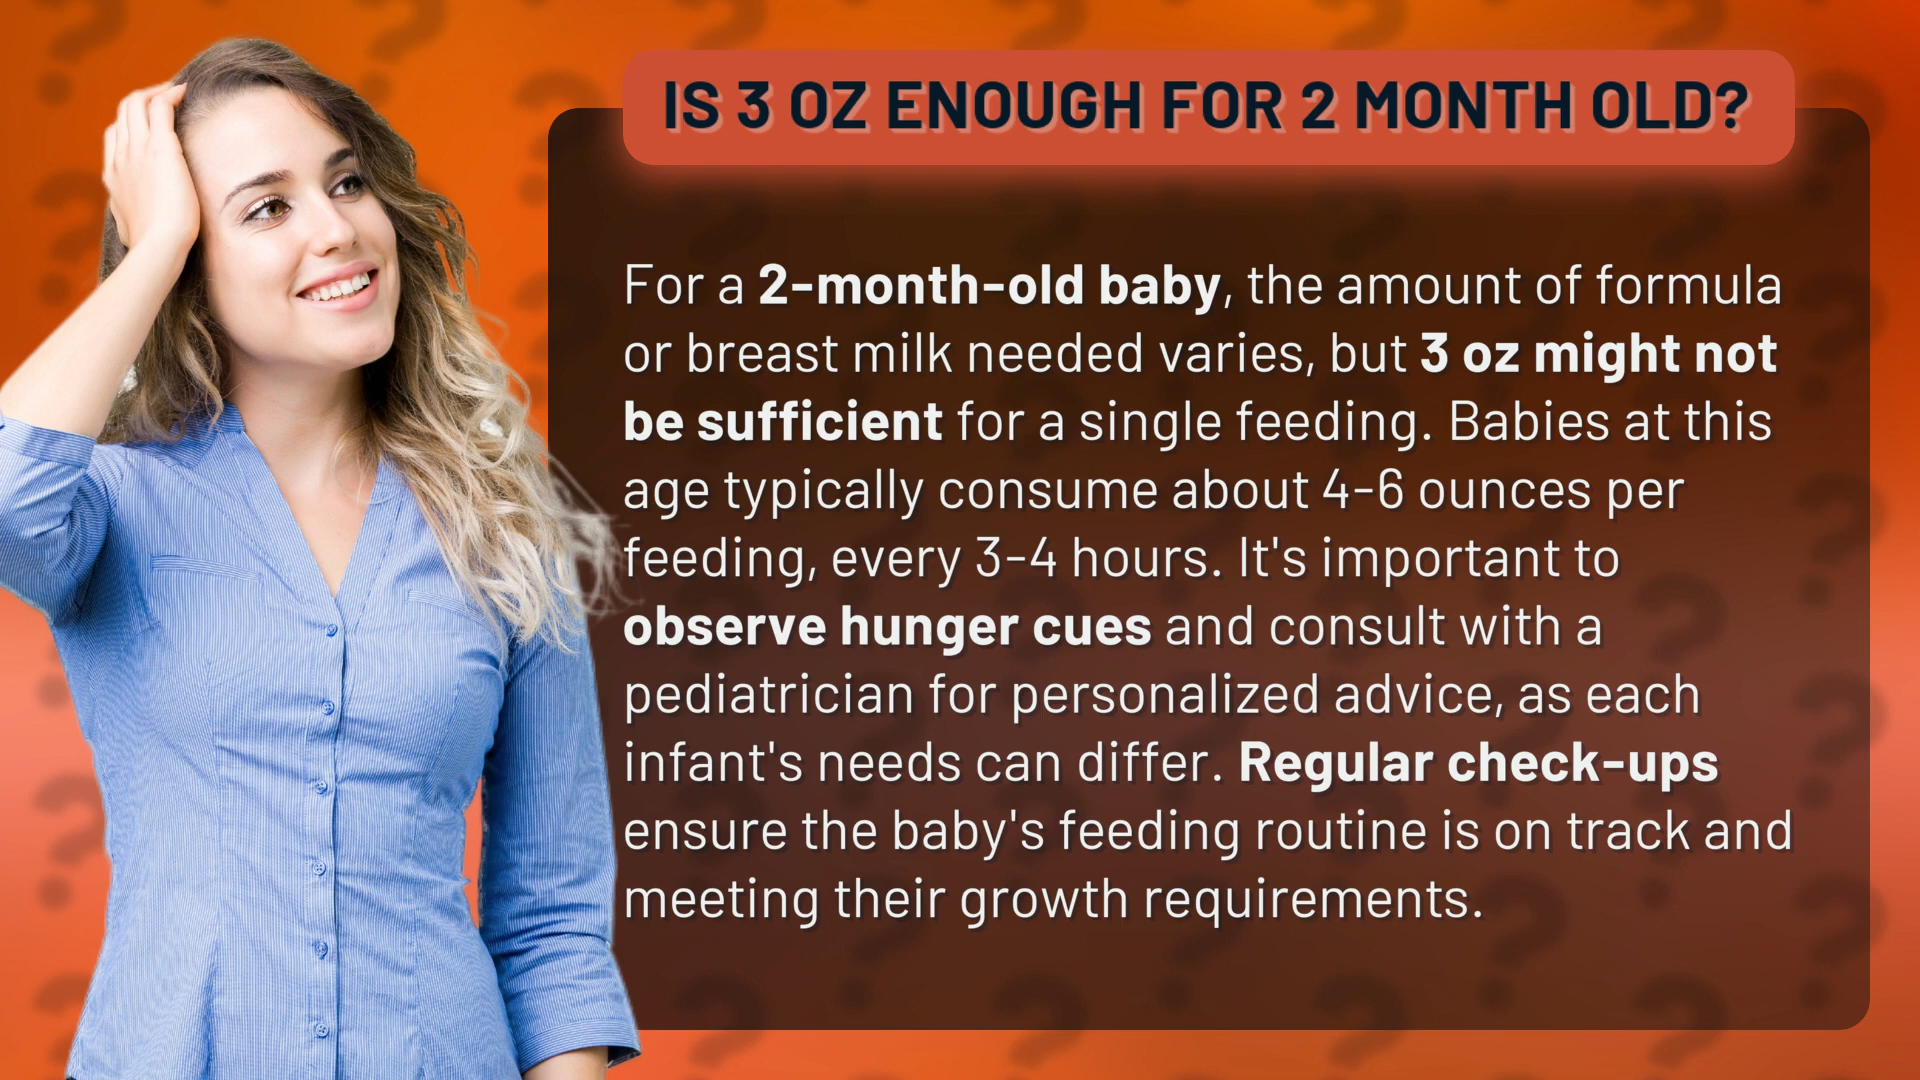 IS 3 OZ ENOUGH FOR 2 MONTH OLD?
For a 2-month-old baby, the amount of formula
or breast milk needed varies, but 3 oz might not
be sufficient for a single feeding. Babies at this
age typically consume about 4-6 ounces per
feeding, every 3-4 hours. It's important to
observe hunger cues and consult with a
pediatrician for personalized advice, as each
infant's needs can differ. Regular check-ups
ensure the baby's feeding routine is on track and
meeting their growth requirements.